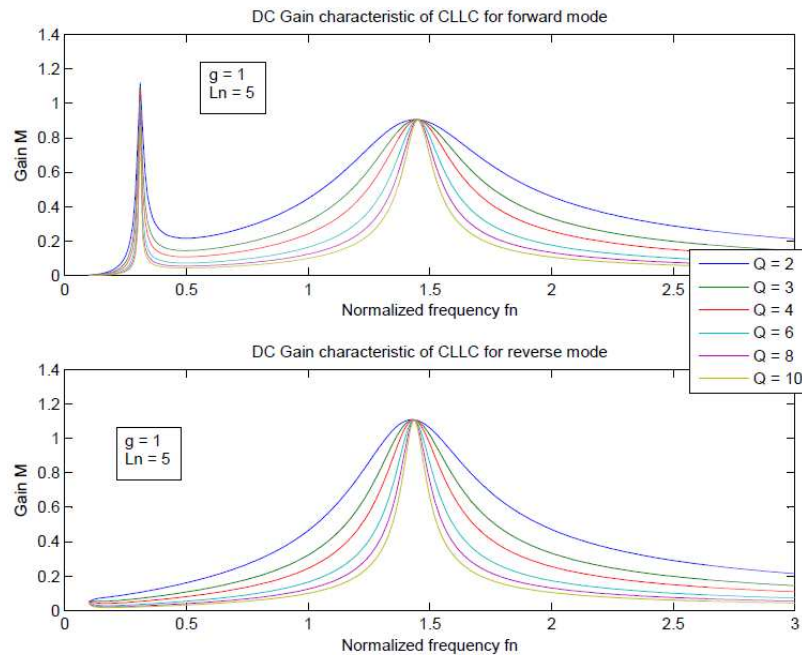 DC Gain characteristic of CLLC for forward mode
1.4
1.2
1
0.8
0.6
0.4
0.2
0
Gain M
g = 1
Ln = 5
0 0.5 1 1.5 2 2.5 3
Normalized frequency fn
Q = 2
Q = 3
Q = 4
Q = 6
Q = 8
Q = 10
DC Gain characteristic of CLLC for reverse mode
1.4
1.2
1
0.8
0.6
0.4
0.2
0
Gain M
g = 1
Ln = 5
0 0.5 1 1.5 2 2.5 3
Normalized frequency fn